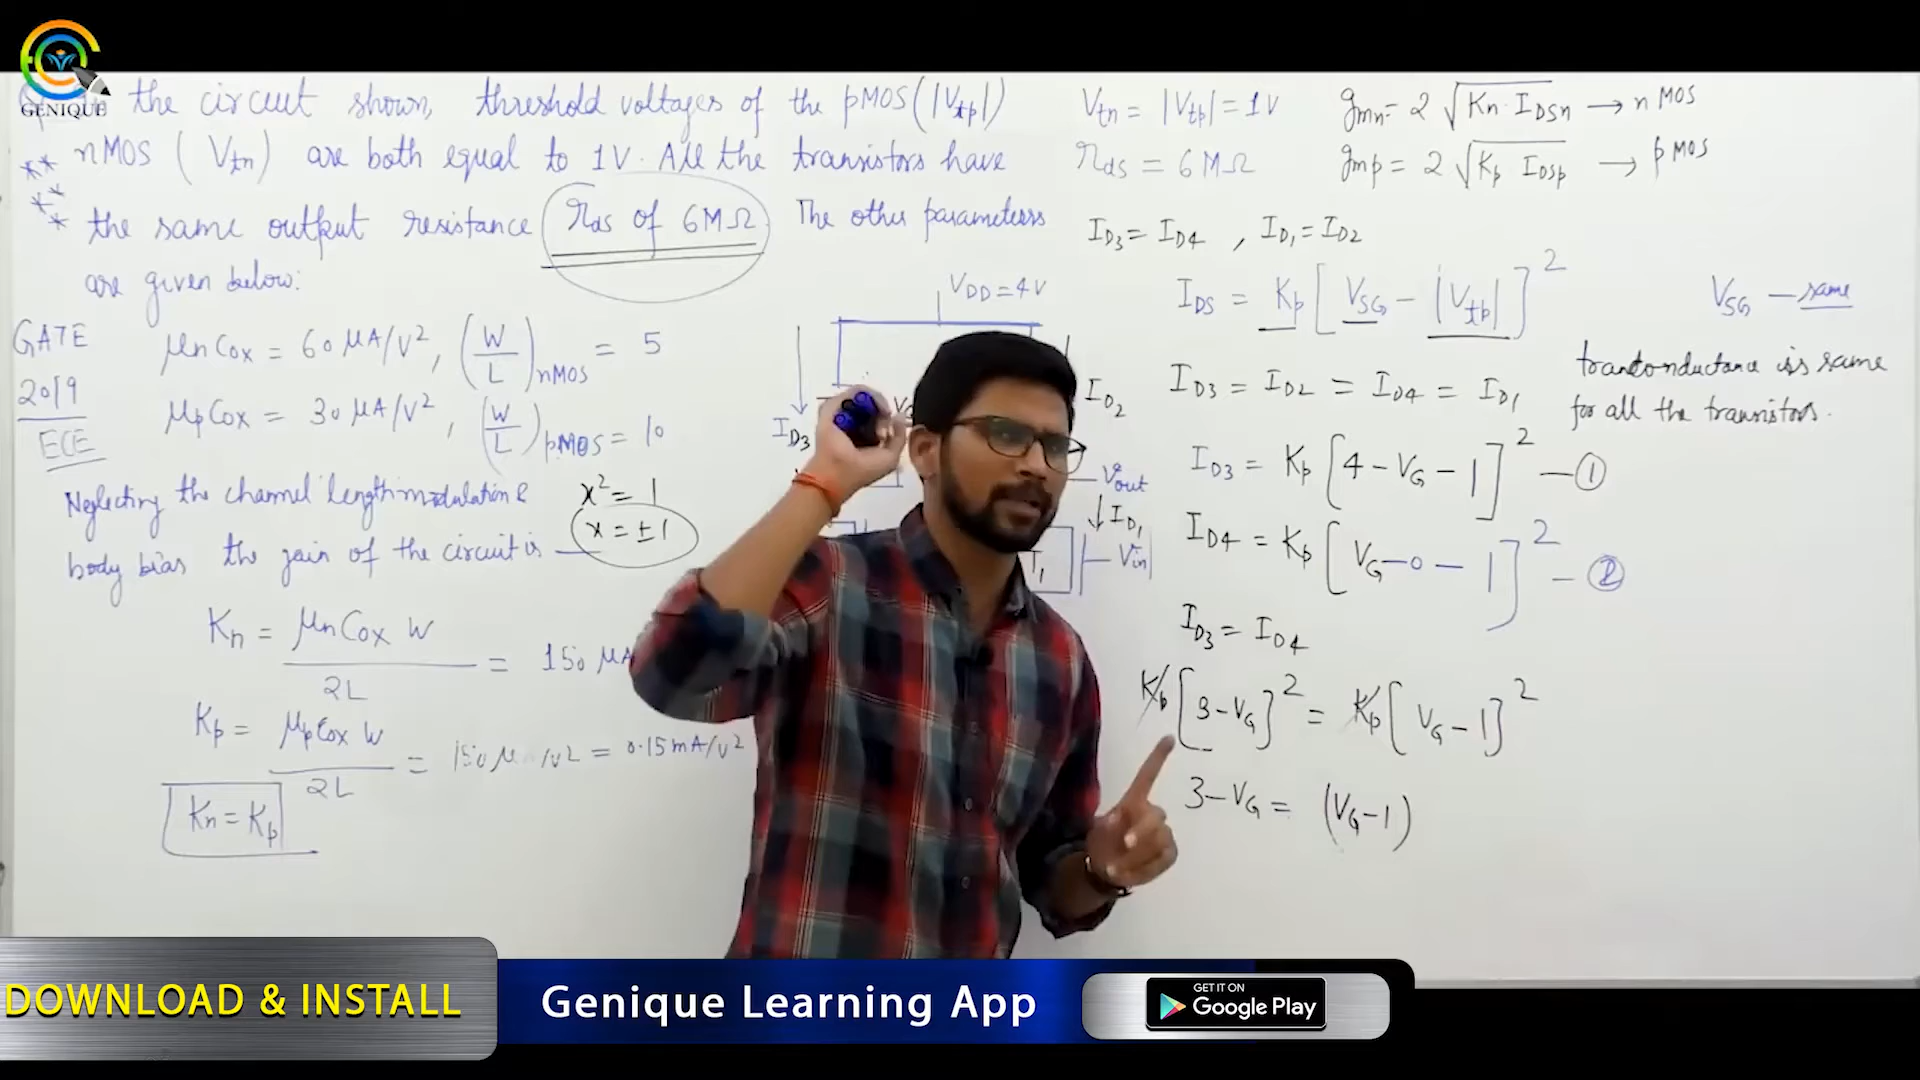 GENIQUE
the circuit shown, threshold voltages of the pMOS (|Vtp|)
** nMOS ( Vtn) are both equal to 1V. All the transistors have
** the same output resistance rds of 6MΩ The other parameters
are given below:
GATE
2019
ECE
μnCox = 60 μA/V², (W/L)nMOS = 5
μpCox = 30 μA/V², (W/L)pMOS = 10
Neglecting the channel length modulation &
body bias the gain of the circuit is
x² = 1
x = ±1
Kn = μnCox W / 2L = 150 μA
Kp = μpCox W / 2L = 150 μ /V² = 0.15mA/V²
Kn = Kp
VDD = 4V
ID3
ID2
Vout
ID1
T1
Vin
Vtn = |Vtp| = 1V
rds = 6MΩ
gmn = 2 √Kn · IDSn → nMOS
gmp = 2 √Kp IDSp → pMOS
ID3 = ID4 , ID1 = ID2
IDS = Kp [VSG - |Vtp|]²
VSG — same
ID3 = ID2 = ID4 = ID1
tranconductance is same
for all the transistors.
ID3 = Kp [4 - VG - 1]² — ①
ID4 = Kp [VG - 0 - 1]² — ②
ID3 = ID4
Kp [3 - VG]² = Kp [VG - 1]²
3 - VG = (VG - 1)
DOWNLOAD & INSTALL
Genique Learning App
GET IT ON
Google Play